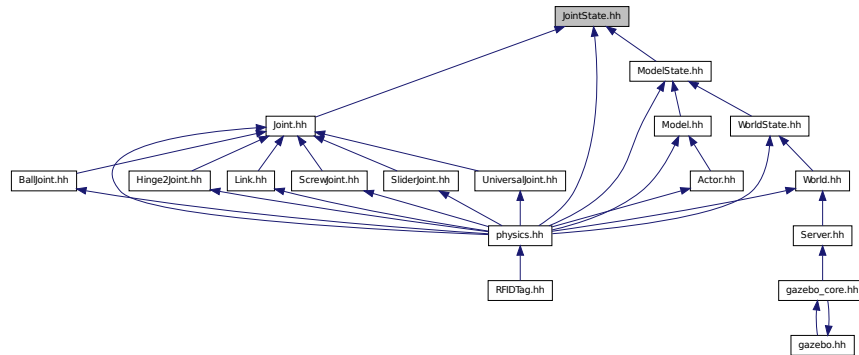 JointState.hh
ModelState.hh
Joint.hh
Model.hh
WorldState.hh
BallJoint.hh
Hinge2Joint.hh
Link.hh
ScrewJoint.hh
SliderJoint.hh
UniversalJoint.hh
Actor.hh
World.hh
physics.hh
Server.hh
RFIDTag.hh
gazebo_core.hh
gazebo.hh